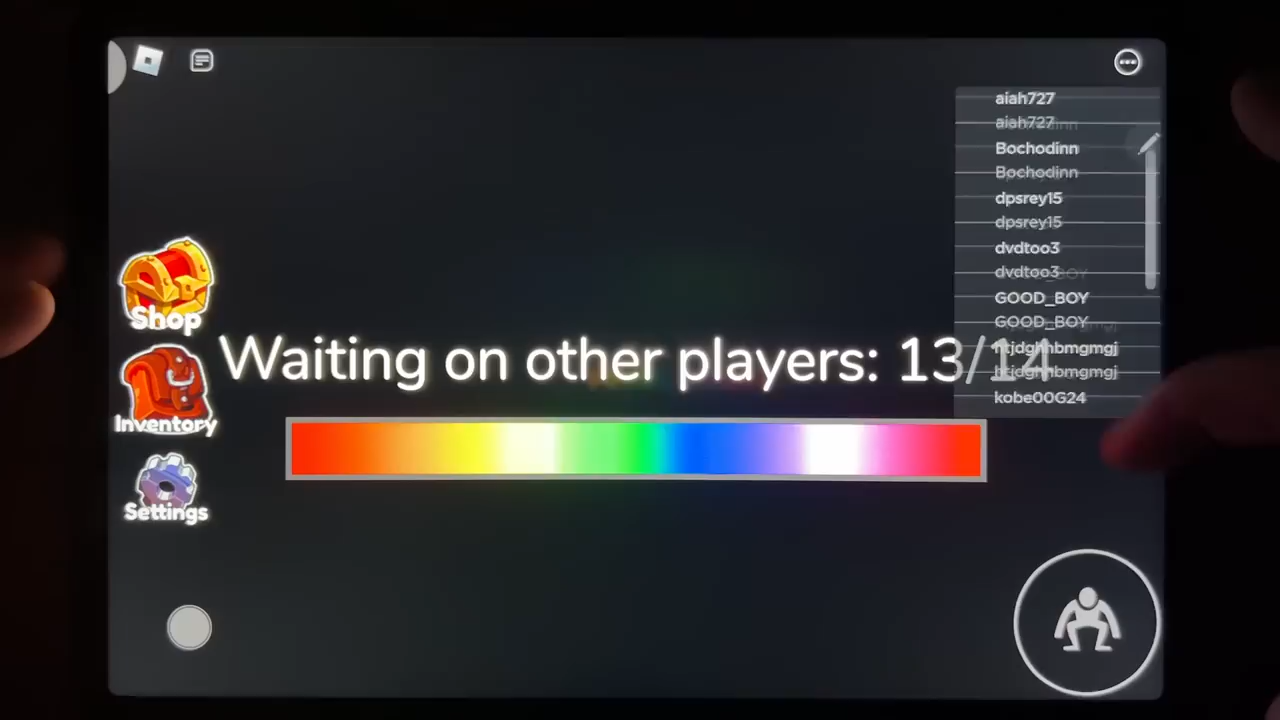 aiah727
aiah727
Bochodinn
Bochodinn
dpsrey15
dpsrey15
dvdtoo3
dvdtoo3
GOOD_BOY
GOOD_BOY
kobe00G24
Shop
Waiting on other players: 13/14
Inventory
Settings